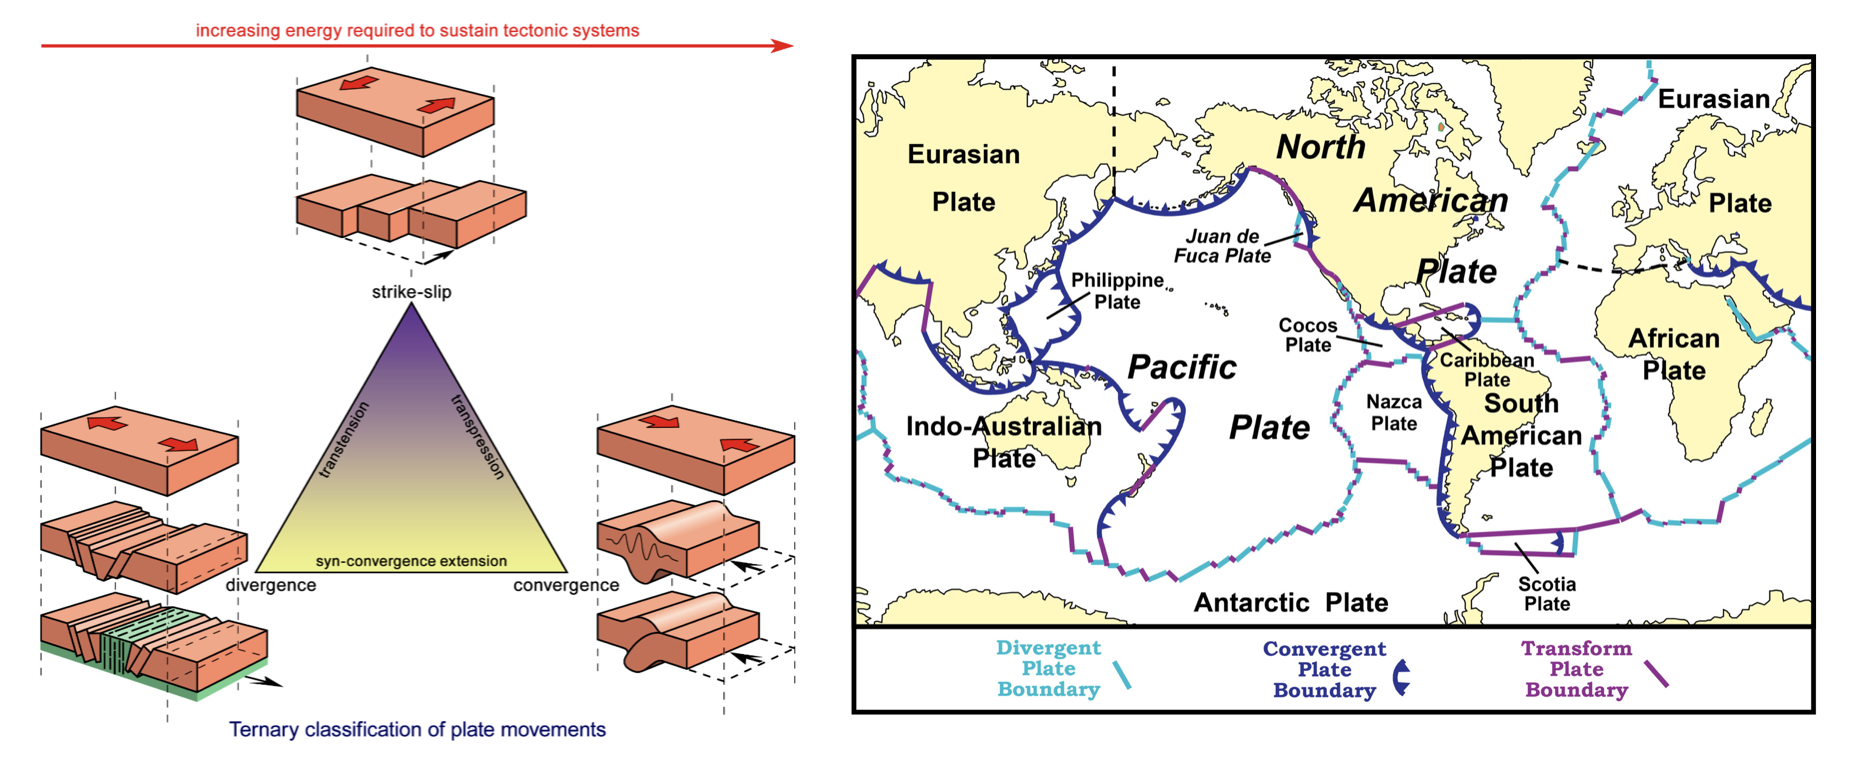 increasing energy required to sustain tectonic systems
strike-slip
transtension
transpression
syn-convergence extension
divergence
convergence
Ternary classification of plate movements
Eurasian
North
Eurasian
Plate
American
Plate
Juan de
Fuca Plate
Plate
Philippine
Plate
Cocos
Plate
Caribbean
Plate
African
Plate
Pacific
Plate
Nazca
Plate
South
American
Plate
Indo-Australian
Plate
Scotia
Plate
Antarctic Plate
Divergent
Plate
Boundary
Convergent
Plate
Boundary
Transform
Plate
Boundary